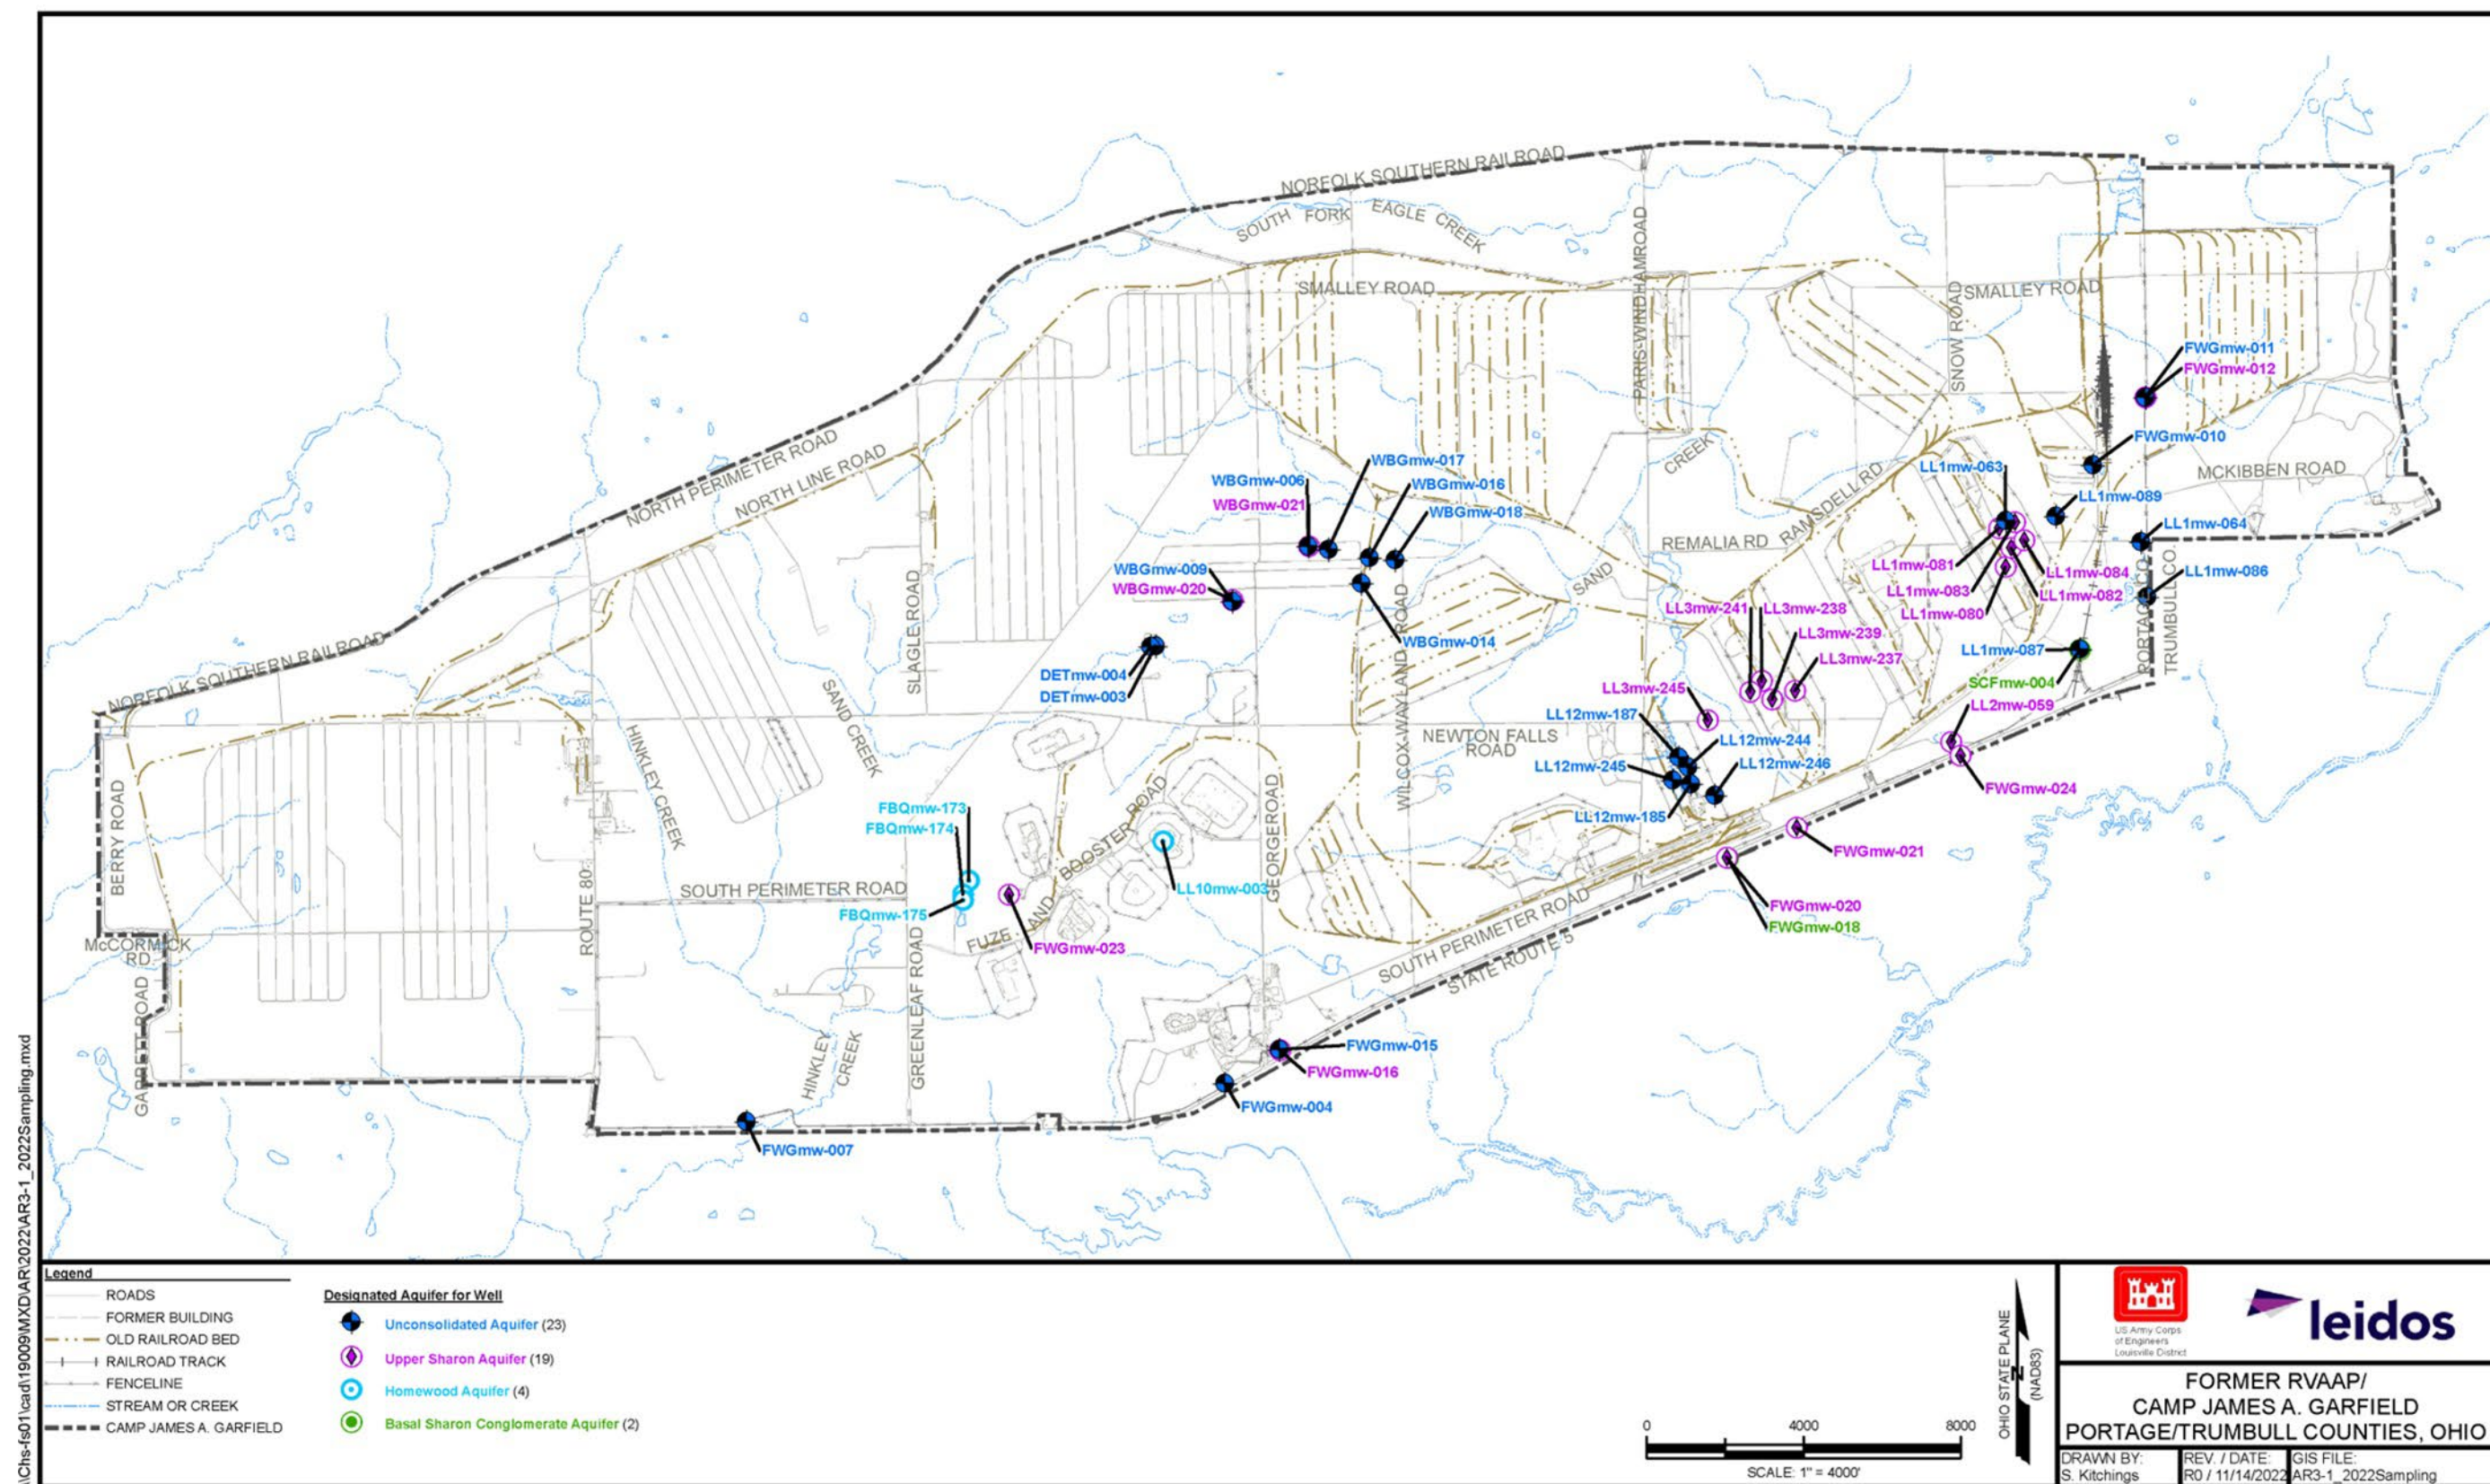 NORFOLK SOUTHERN RAILROAD
SOUTH FORK EAGLE CREEK
SMALLEY ROAD
SMALLEY ROAD
PARIS-WINDHAMROAD
SNOW ROAD
FWGmw-011
FWGmw-012
FWGmw-010
MCKIBBEN ROAD
NORTH PERIMETER ROAD
NORTH LINE ROAD
CREEK
RAMSDELL RD
WBGmw-017
WBGmw-006
WBGmw-016
WBGmw-021
WBGmw-018
LL1mw-063
LL1mw-089
LL1mw-064
REMALIA RD
WBGmw-009
WBGmw-020
SAND
LL1mw-081
LL1mw-084
LL1mw-086
LL1mw-083
LL1mw-082
LL1mw-080
SLAGLE ROAD
WILCOX-WAYLAND ROAD
WBGmw-014
LL3mw-241
LL3mw-238
LL3mw-239
LL3mw-237
LL1mw-087
PORTAGE CO.
TRUMBULL CO.
NORFOLK SOUTHERN RAILROAD
DETmw-004
DETmw-003
SCFmw-004
LL3mw-245
LL2mw-059
LL12mw-187
HINKLEY CREEK
SAND CREEK
NEWTON FALLS
ROAD
LL12mw-244
LL12mw-245
LL12mw-246
FWGmw-024
BERRY ROAD
FBQmw-173
FBQmw-174
BOOSTER ROAD
GEORGEROAD
LL12mw-185
FWGmw-021
ROUTE 80
SOUTH PERIMETER ROAD
LL10mw-003
FBQmw-175
FWGmw-020
FWGmw-018
McCORMICK
RD.
FUZE AND
FWGmw-023
SOUTH PERIMETER ROAD
STATE ROUTE 5
GARRETT ROAD
GREENLEAF ROAD
HINKLEY
CREEK
FWGmw-015
FWGmw-016
FWGmw-004
FWGmw-007
\Chs-fs01\cad\19009\MXD\AR\2022\AR3-1_2022Sampling.mxd
Legend
ROADS
FORMER BUILDING
OLD RAILROAD BED
RAILROAD TRACK
FENCELINE
STREAM OR CREEK
CAMP JAMES A. GARFIELD
Designated Aquifer for Well
Unconsolidated Aquifer (23)
Upper Sharon Aquifer (19)
Homewood Aquifer (4)
Basal Sharon Conglomerate Aquifer (2)
0 4000 8000
SCALE: 1" = 4000'
OHIO STATE PLANE
N
(NAD83)
US Army Corps
of Engineers
Louisville District
leidos
FORMER RVAAP/
CAMP JAMES A. GARFIELD
PORTAGE/TRUMBULL COUNTIES, OHIO
DRAWN BY:
S. Kitchings
REV. / DATE:
R0 / 11/14/2022
GIS FILE:
AR3-1_2022Sampling